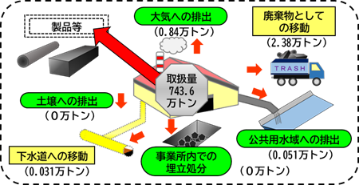 大気への排出
(0.84万トン)
廃棄物として
の移動
(2.38万トン)
製品等
取扱量
743.6
万トン
TRASH
土壌への排出
(0万トン)
下水道への移動
(0.031万トン)
事業所内での
埋立処分
(0万トン)
公共用水域への排出
(0.051万トン)